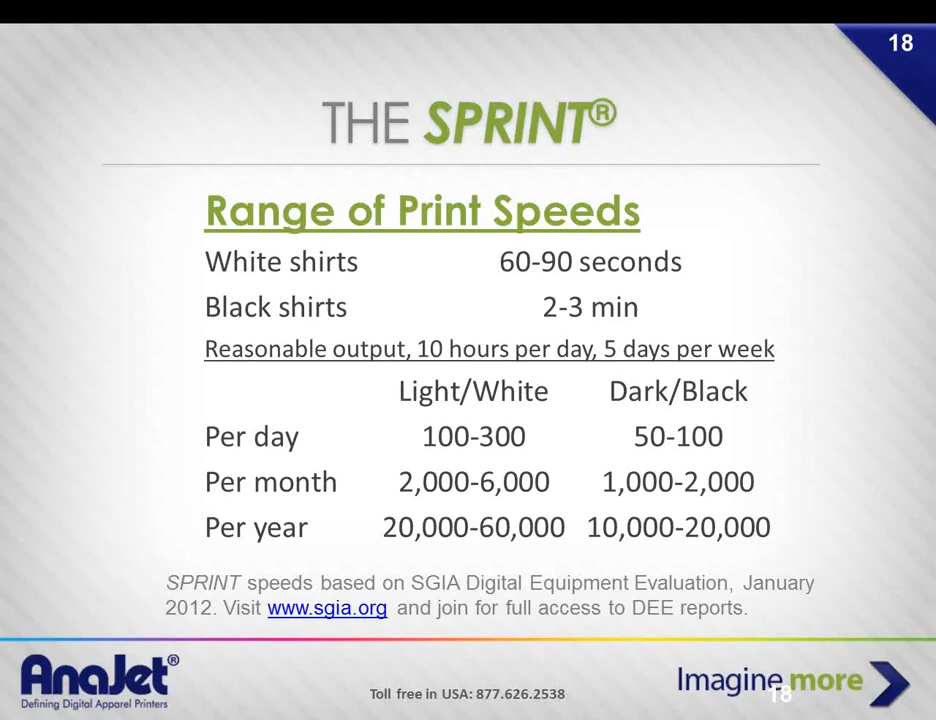 18
THE SPRINT®
Range of Print Speeds
White shirts 60-90 seconds
Black shirts 2-3 min
Reasonable output, 10 hours per day, 5 days per week
Light/White Dark/Black
Per day 100-300 50-100
Per month 2,000-6,000 1,000-2,000
Per year 20,000-60,000 10,000-20,000
SPRINT speeds based on SGIA Digital Equipment Evaluation, January
2012. Visit www.sgia.org and join for full access to DEE reports.
AnaJet®
Defining Digital Apparel Printers
Toll free in USA: 877.626.2538
Imagine more
18